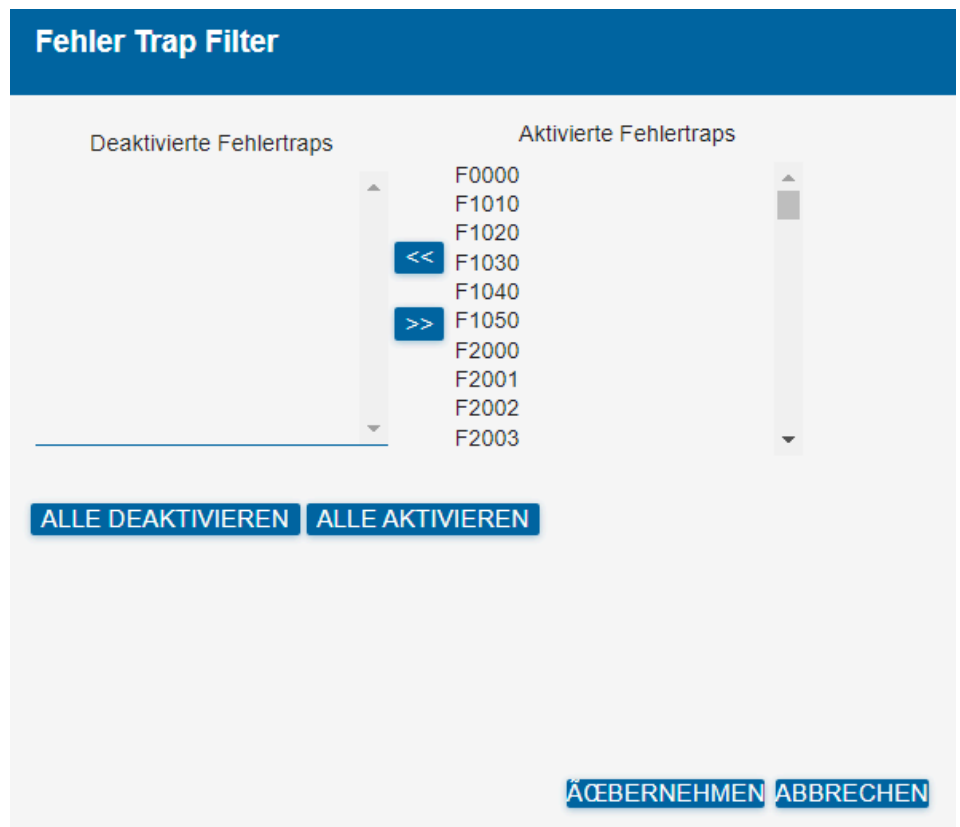 Fehler Trap Filter
Deaktivierte Fehlertraps
Aktivierte Fehlertraps
F0000
F1010
F1020
<<
F1030
F1040
>>
F1050
F2000
F2001
F2002
F2003
ALLE DEAKTIVIEREN
ALLE AKTIVIEREN
ÃŒBERNEHMEN
ABBRECHEN